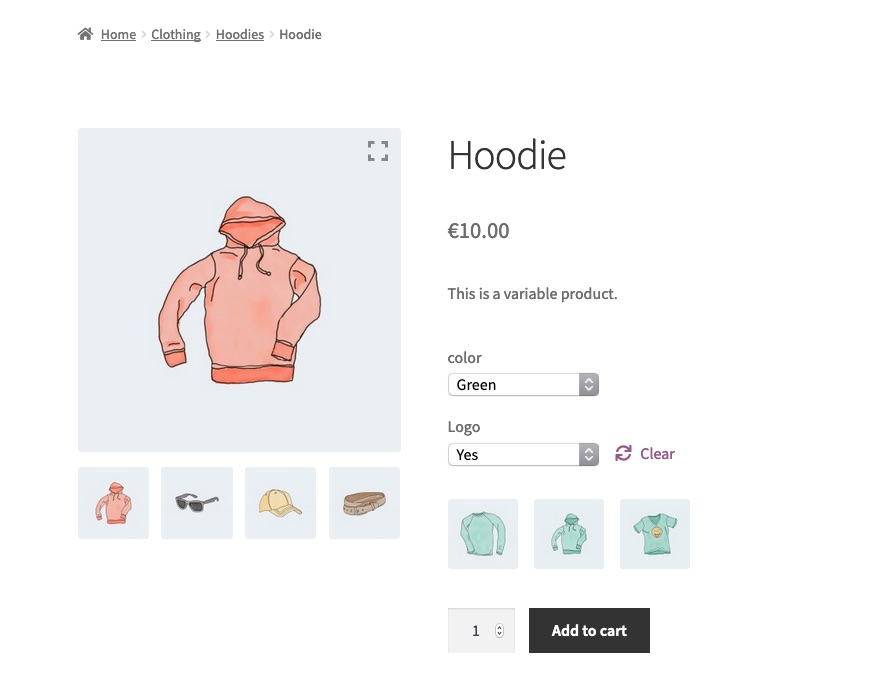 Home > Clothing > Hoodies > Hoodie
Hoodie
€10.00
This is a variable product.
color
Green
Logo
Yes
Clear
1
Add to cart